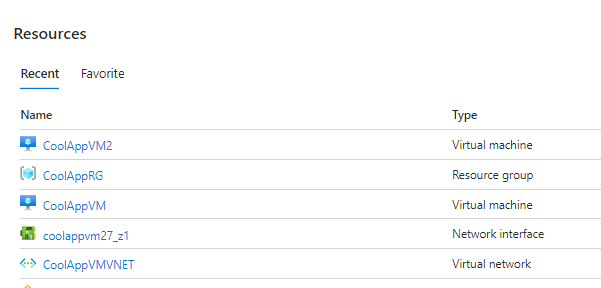 Resources
Recent Favorite
Name Type
CoolAppVM2 Virtual machine
CoolAppRG Resource group
CoolAppVM Virtual machine
coolappvm27_z1 Network interface
CoolAppVMVNET Virtual network